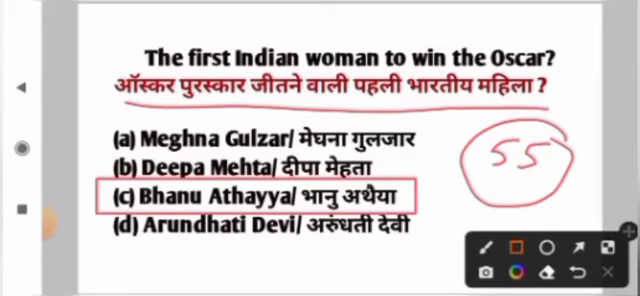 The first Indian woman to win the Oscar?
ऑस्कर पुरस्कार जीतने वाली पहली भारतीय महिला ?
(a) Meghna Gulzar/ मेघना गुलजार
(b) Deepa Mehta/ दीपा मेहता
(c) Bhanu Athayya/ भानु अथैया
(d) Arundhati Devi/ अरुंधती देवी
55